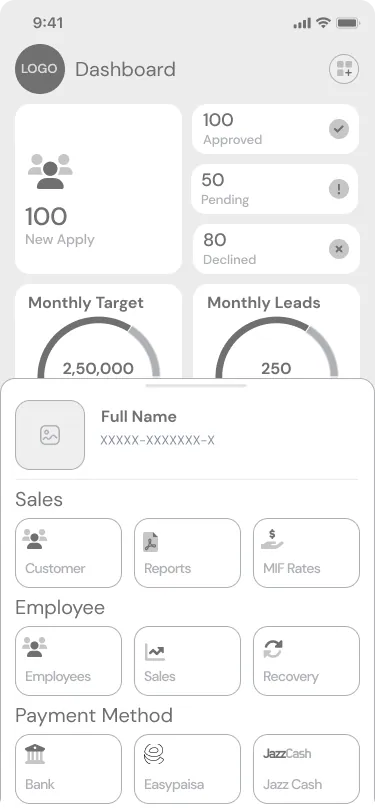 9:41
LOGO
Dashboard
100
New Apply
100
Approved
50
Pending
80
Declined
Monthly Target
2,50,000
Monthly Leads
250
Full Name
XXXXX-XXXXXXX-X
Sales
Customer
Reports
$
MIF Rates
Employee
Employees
Sales
Recovery
Payment Method
Bank
Easypaisa
JazzCash
Jazz Cash